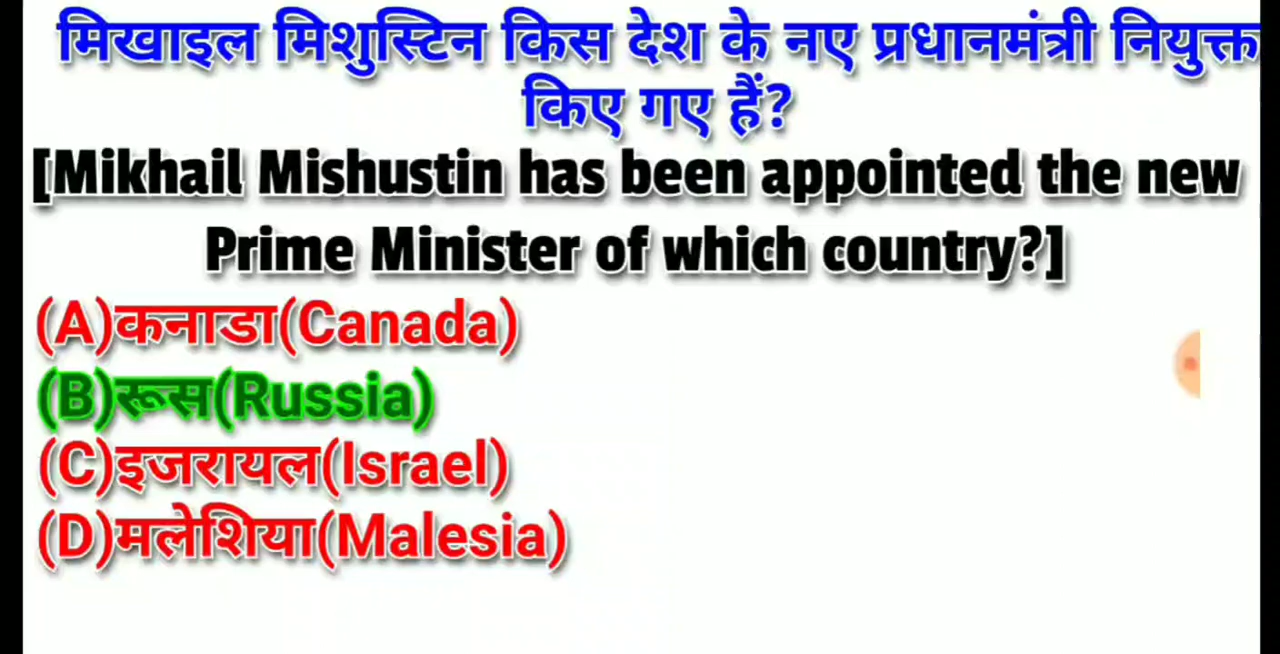 मिखाइल मिशुस्टिन किस देश के नए प्रधानमंत्री नियुक्त
किए गए हैं?
[Mikhail Mishustin has been appointed the new
Prime Minister of which country?]
(A)कनाडा(Canada)
(B)रूस(Russia)
(C)इजरायल(Israel)
(D)मलेशिया(Malesia)